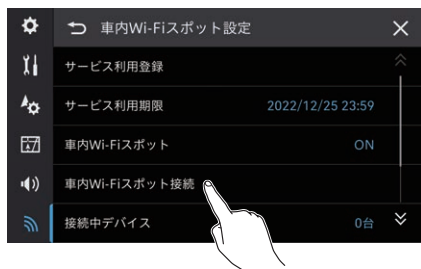 車内Wi-Fiスポット設定
サービス利用登録
サービス利用期限 2022/12/25 23:59
車内Wi-Fiスポット ON
車内Wi-Fiスポット接続
接続中デバイス 0台